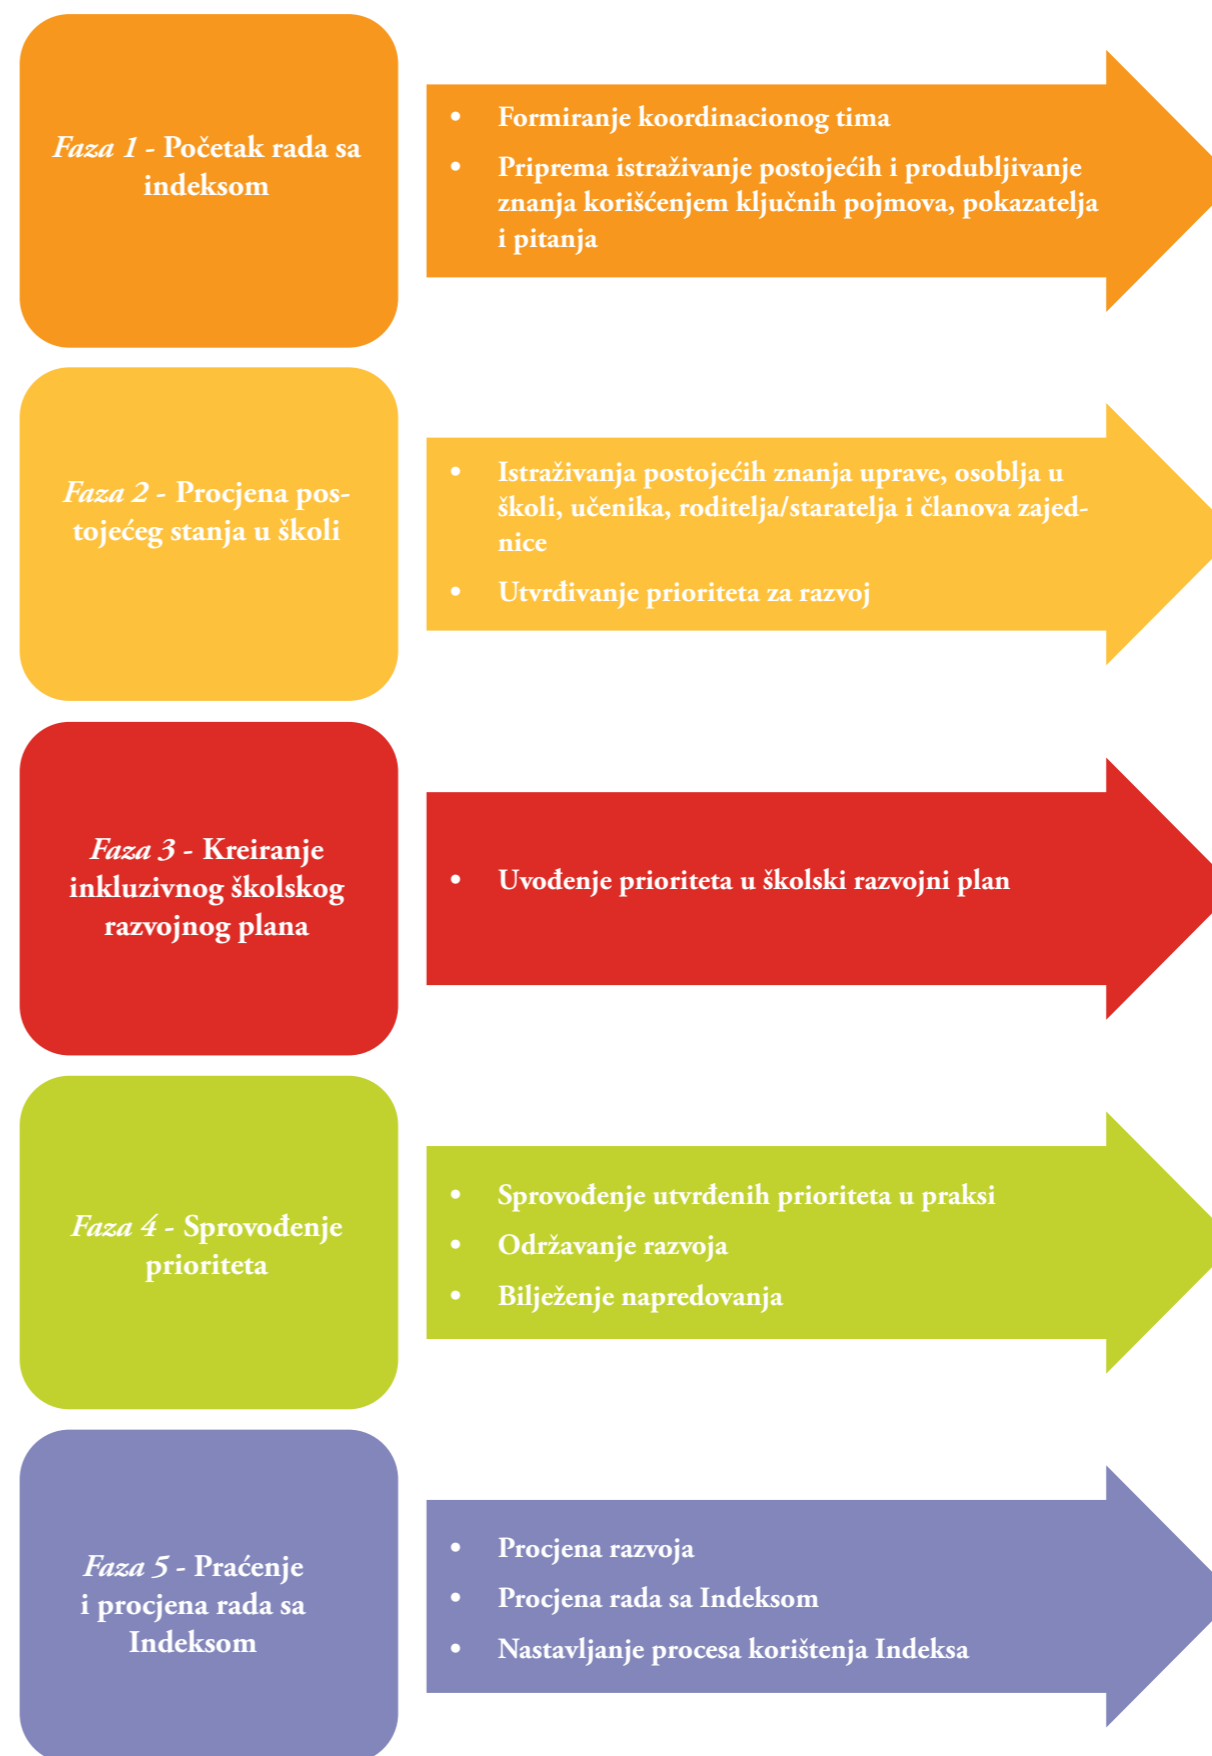 Faza 1 - Početak rada sa
indeksom
• Formiranje koordinacionog tima
• Priprema istraživanje postojećih i produbljivanje
znanja korišćenjem ključnih pojmova, pokazatelja
i pitanja
Faza 2 - Procjena pos-
tojećeg stanja u školi
• Istraživanja postojećih znanja uprave, osoblja u
školi, učenika, roditelja/staratelja i članova zajed-
nice
• Utvrđivanje prioriteta za razvoj
Faza 3 - Kreiranje
inkluzivnog školskog
razvojnog plana
• Uvođenje prioriteta u školski razvojni plan
Faza 4 - Sprovođenje
prioriteta
• Sprovođenje utvrđenih prioriteta u praksi
• Održavanje razvoja
• Bilježenje napredovanja
Faza 5 - Praćenje
i procjena rada sa
Indeksom
• Procjena razvoja
• Procjena rada sa Indeksom
• Nastavljanje procesa korištenja Indeksa